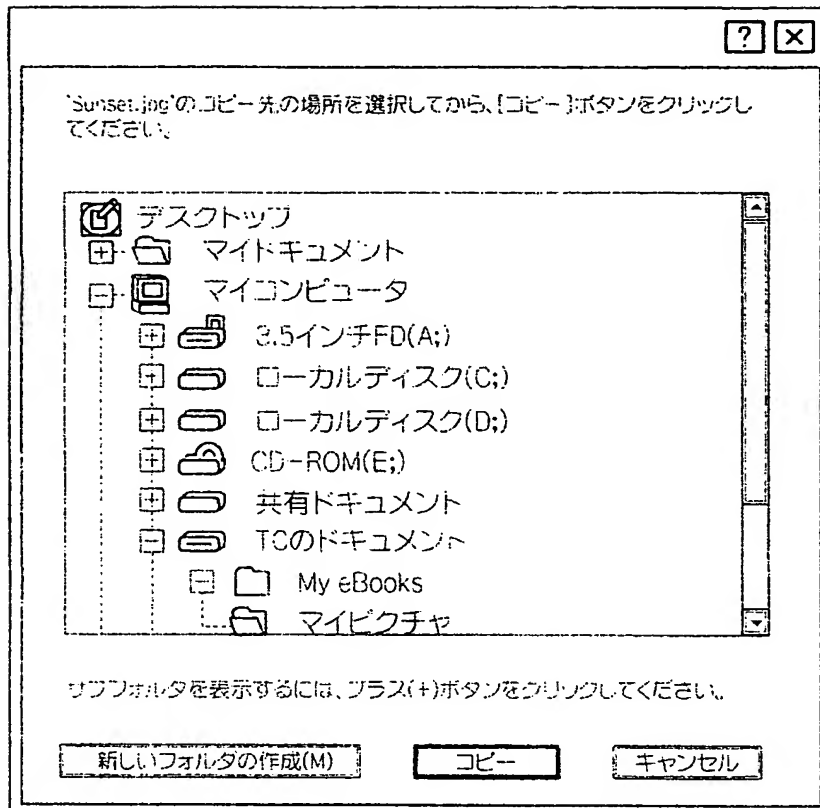 ?
'Sunset.jpg'のコピー先の場所を選択してから、[コピー]ボタンをクリックし
てください。
デスクトップ
マイドキュメント
マイコンピュータ
3.5インチFD(A;)
ローカルディスク(C;)
ローカルディスク(D;)
CD-ROM(E;)
共有ドキュメント
TCのドキュメント
My eBooks
マイピクチャ
サブフォルダを表示するには、プラス(+)ボタンをクリックしてください。
新しいフォルダの作成(M)
コピー
キャンセル